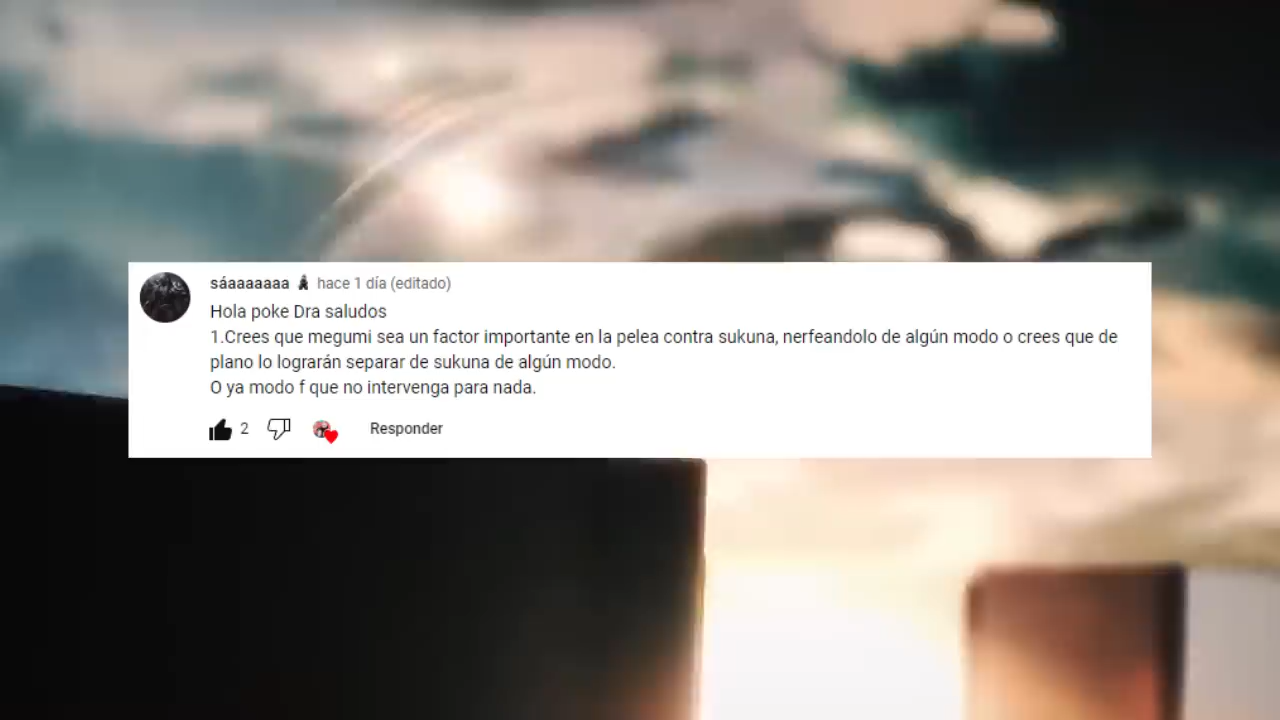 sáaaaaaaa hace 1 día (editado)
Hola poke Dra saludos
1.Crees que megumi sea un factor importante en la pelea contra sukuna, nerfeandolo de algún modo o crees que de
plano lo lograrán separar de sukuna de algún modo.
O ya modo f que no intervenga para nada.
2 Responder